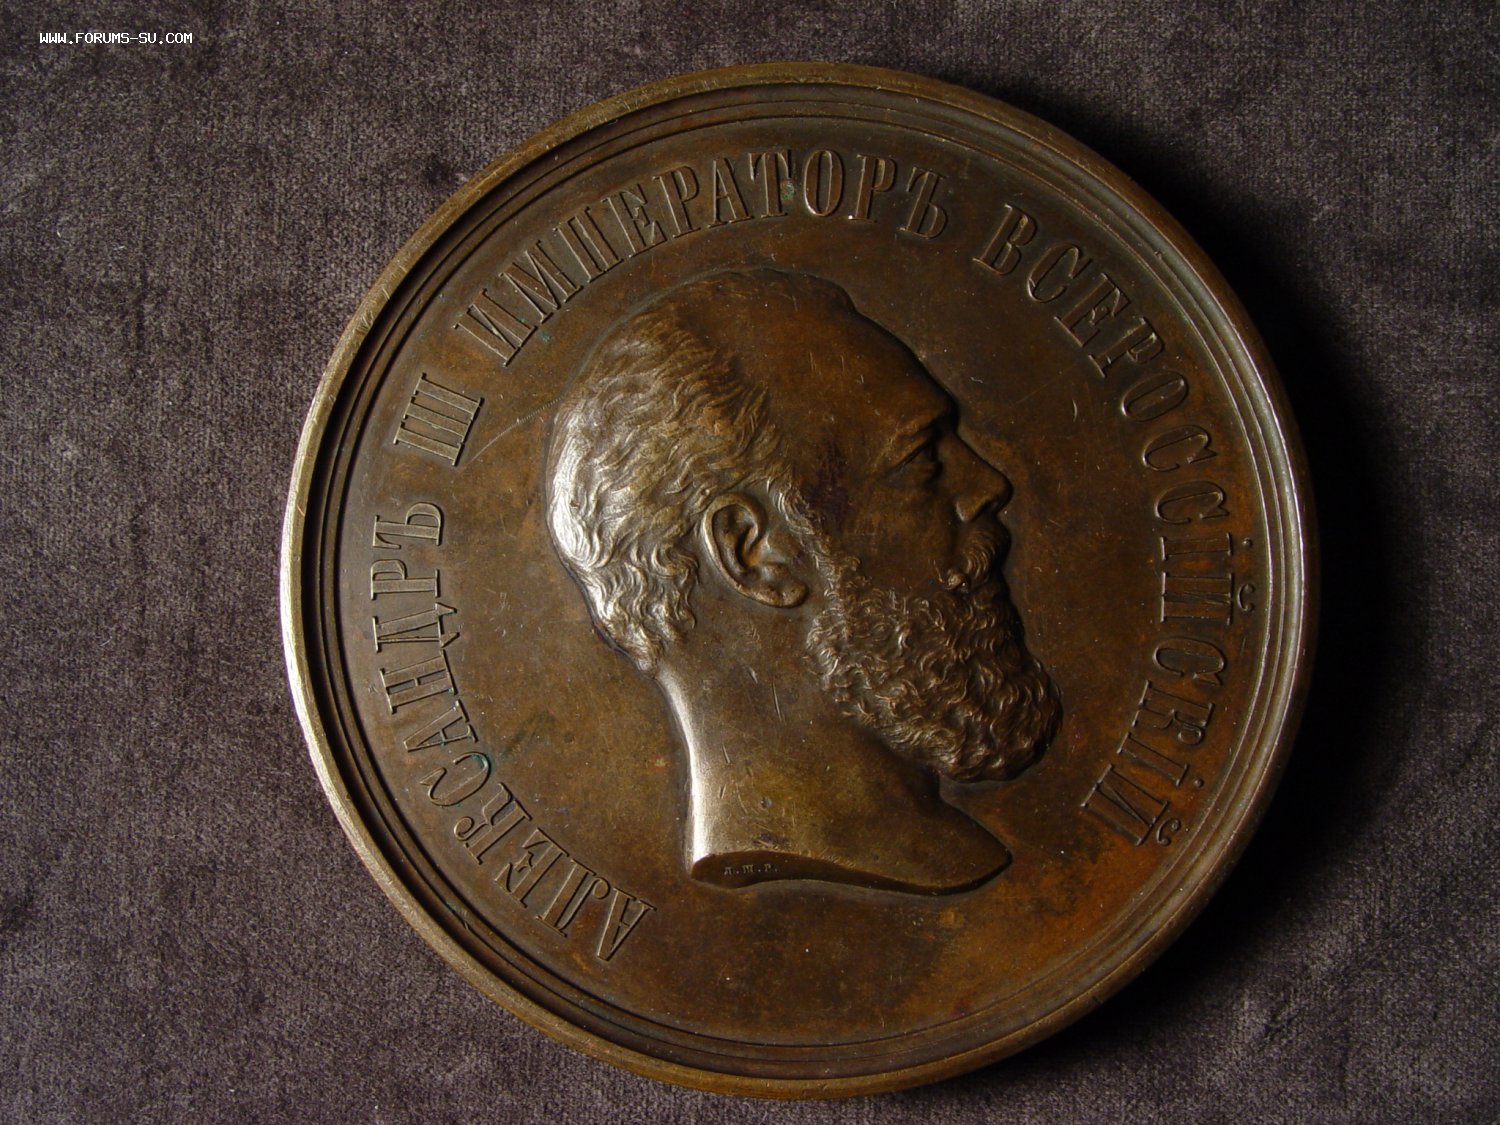 WWW.FORUMS-SU.COM
АЛЕКСАНДРЪ III ИМПЕРАТОРЪ ВСЕРОССІЙСКІЙ
Л.Ш.Р.